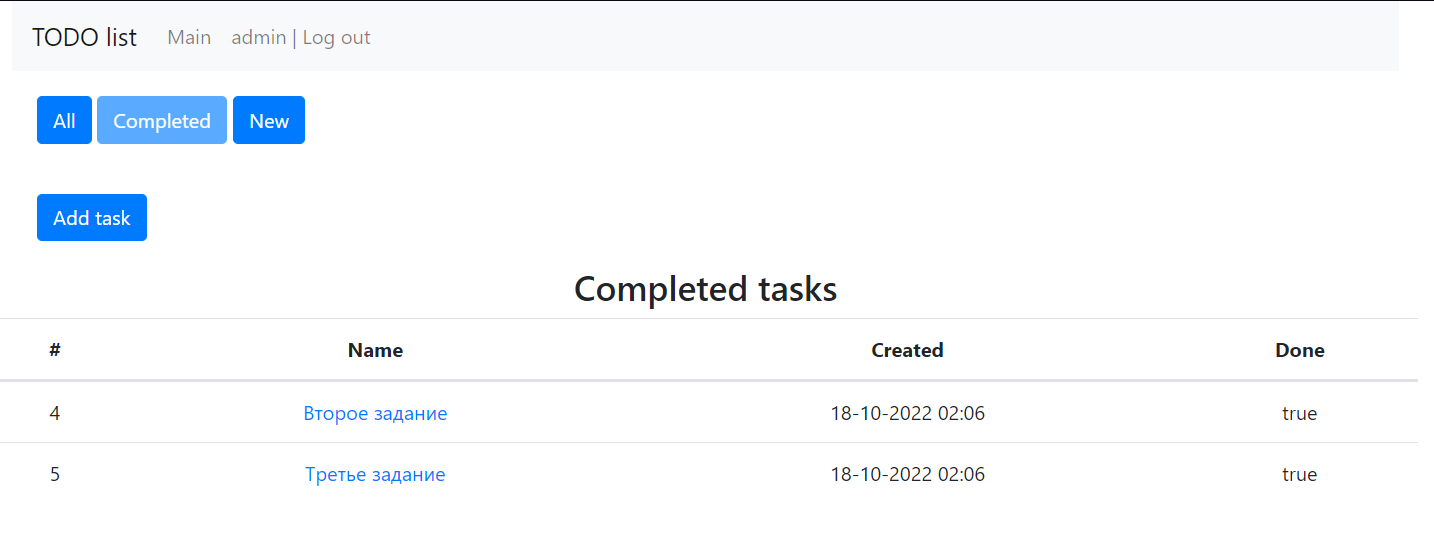 TODO list Main admin | Log out
All Completed New
Add task
Completed tasks
# Name Created Done
4 Второе задание 18-10-2022 02:06 true
5 Третье задание 18-10-2022 02:06 true